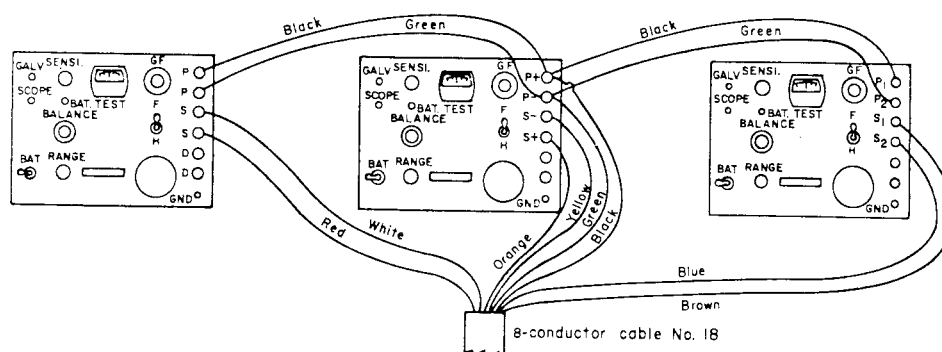 Black
Green
GALV
SENSI.
GF
P
SCOPE
P
BAT. TEST
F
BALANCE
S
S
H
BAT
RANGE
D
D
GND
GALV
SENSI.
GF
P+
SCOPE
P-
BAT. TEST
F
BALANCE
S-
S+
H
BAT
RANGE
GND
Black
Green
GALV
SENSI.
GF
P1
SCOPE
P2
BAT. TEST
F
BALANCE
S1
S2
H
BAT
RANGE
GND
Red
White
Orange
Yellow
Green
Black
Blue
Brown
8-conductor cable No. 18